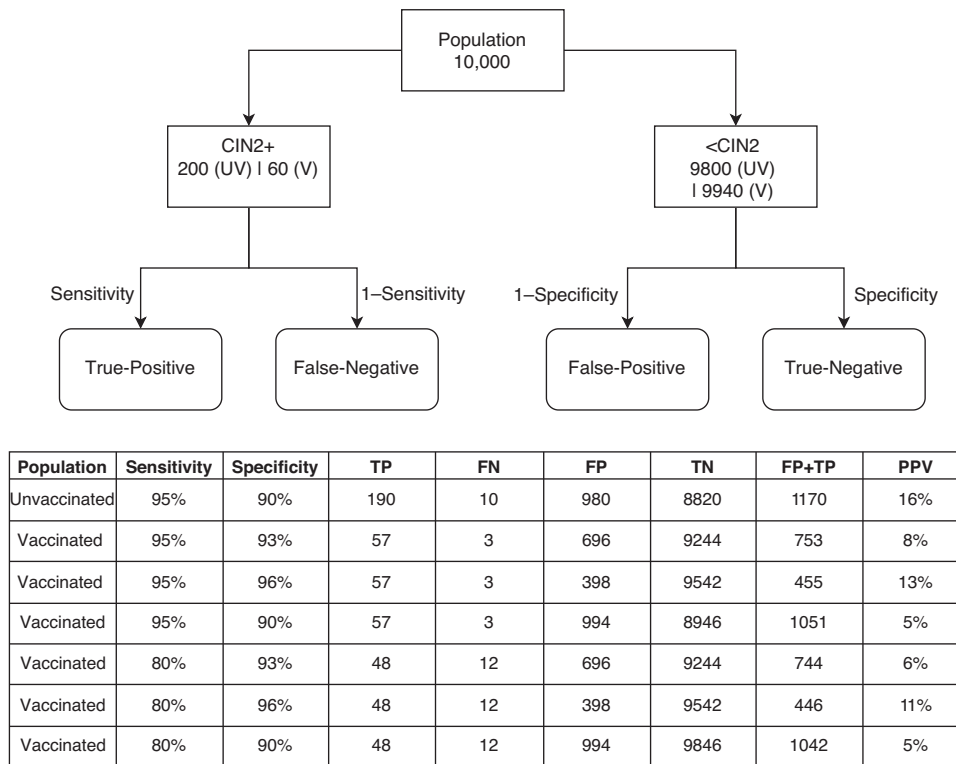 Population
10,000
CIN2+
200 (UV) | 60 (V)
<CIN2
9800 (UV)
| 9940 (V)
Sensitivity
1–Sensitivity
1–Specificity
Specificity
True-Positive
False-Negative
False-Positive
True-Negative
Population Sensitivity Specificity TP FN FP TN FP+TP PPV
Unvaccinated 95% 90% 190 10 980 8820 1170 16%
Vaccinated 95% 93% 57 3 696 9244 753 8%
Vaccinated 95% 96% 57 3 398 9542 455 13%
Vaccinated 95% 90% 57 3 994 8946 1051 5%
Vaccinated 80% 93% 48 12 696 9244 744 6%
Vaccinated 80% 96% 48 12 398 9542 446 11%
Vaccinated 80% 90% 48 12 994 9846 1042 5%